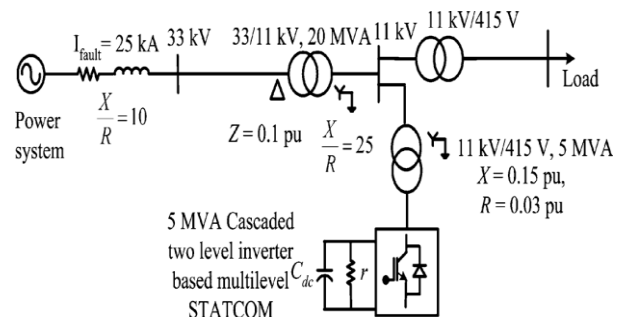 I_fault = 25 kA
33 kV
33/11 kV, 20 MVA
11 kV
11 kV/415 V
Load
Power
system
X/R = 10
Z = 0.1 pu
X/R = 25
11 kV/415 V, 5 MVA
X = 0.15 pu,
R = 0.03 pu
5 MVA Cascaded
two level inverter
based multilevel
STATCOM
C_dc
r